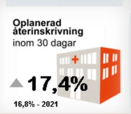 Oplanerad
återinskrivning
inom 30 dagar
17,4%
16,8% - 2021